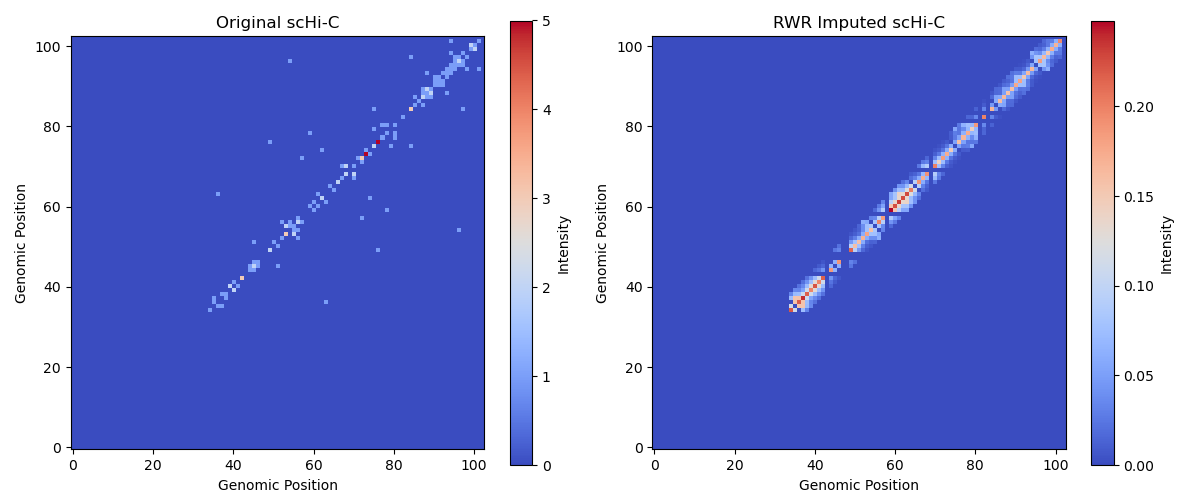 Original scHi-C
100
80
60
40
20
0
0 20 40 60 80 100
Genomic Position
Genomic Position
5
4
3
2
1
0
Intensity
RWR Imputed scHi-C
100
80
60
40
20
0
0 20 40 60 80 100
Genomic Position
Genomic Position
0.20
0.15
0.10
0.05
0.00
Intensity